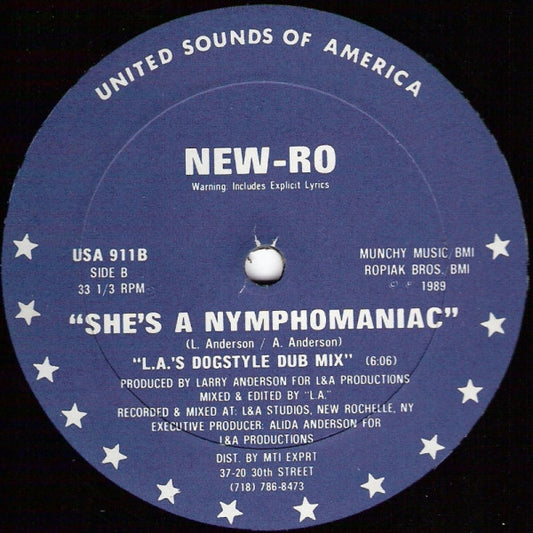 UNITED SOUNDS OF AMERICA
NEW-RO
Warning: Includes Explicit Lyrics
USA 911B
SIDE B
33 1/3 RPM
MUNCHY MUSIC/BMI
ROPIAK BROS., BMI
© ℗ 1989
"SHE'S A NYMPHOMANIAC"
(L. Anderson / A. Anderson)
"L.A.'S DOGSTYLE DUB MIX" (6:06)
PRODUCED BY LARRY ANDERSON FOR L&A PRODUCTIONS
MIXED & EDITED BY "L.A."
RECORDED & MIXED AT: L&A STUDIOS, NEW ROCHELLE, NY
EXECUTIVE PRODUCER: ALIDA ANDERSON FOR
L&A PRODUCTIONS
DIST. BY MTI EXPRT
37-20 30th STREET
(718) 786-8473